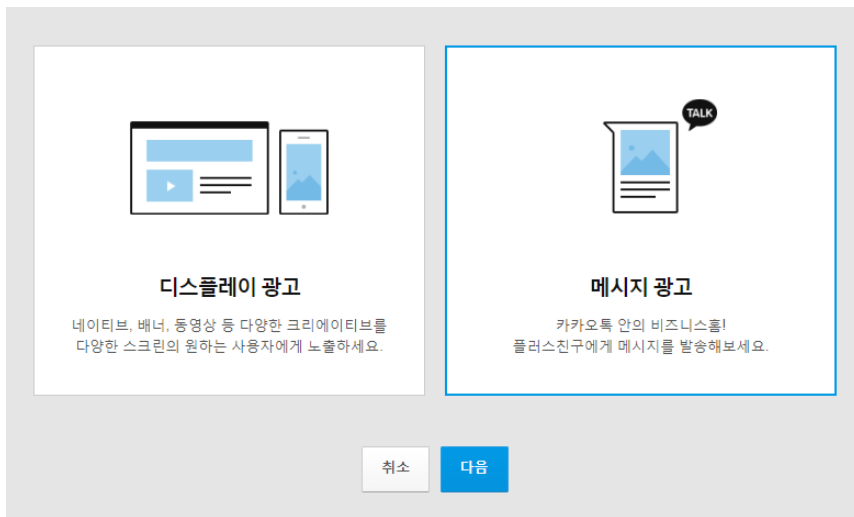 TALK
디스플레이 광고
네이티브, 배너, 동영상 등 다양한 크리에이티브를
다양한 스크린의 원하는 사용자에게 노출하세요.
메시지 광고
카카오톡 안의 비즈니스홈!
플러스친구에게 메시지를 발송해보세요.
취소
다음